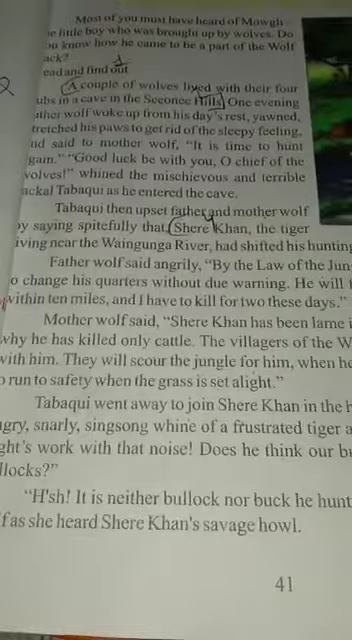 Most of you must have heard of Mowgli
little boy who was brought up by wolves. Do
know how he came to be a part of the Wolf
ack?
ead and find out
A couple of wolves lived with their four
ubs in a cave in the Seeonee Hills. One evening
ather wolf woke up from his day's rest, yawned,
tretched his paws to get rid of the sleepy feeling,
nd said to mother wolf, "It is time to hunt
gain." "Good luck be with you, O chief of the
volves!" whined the mischievous and terrible
ackal Tabaqui as he entered the cave.
Tabaqui then upset father and mother wolf
by saying spitefully that Shere Khan, the tiger
iving near the Waingunga River, had shifted his hunting
Father wolf said angrily, "By the Law of the Jun
o change his quarters without due warning. He will
within ten miles, and I have to kill for two these days."
Mother wolf said, "Shere Khan has been lame i
why he has killed only cattle. The villagers of the W
with him. They will scour the jungle for him, when he
o run to safety when the grass is set alight."
Tabaqui went away to join Shere Khan in the
ngry, snarly, singsong whine of a frustrated tiger a
ght's work with that noise! Does he think our bu
llocks?"
"H'sh! It is neither bullock nor buck he hunt
f as she heard Shere Khan's savage howl.
41